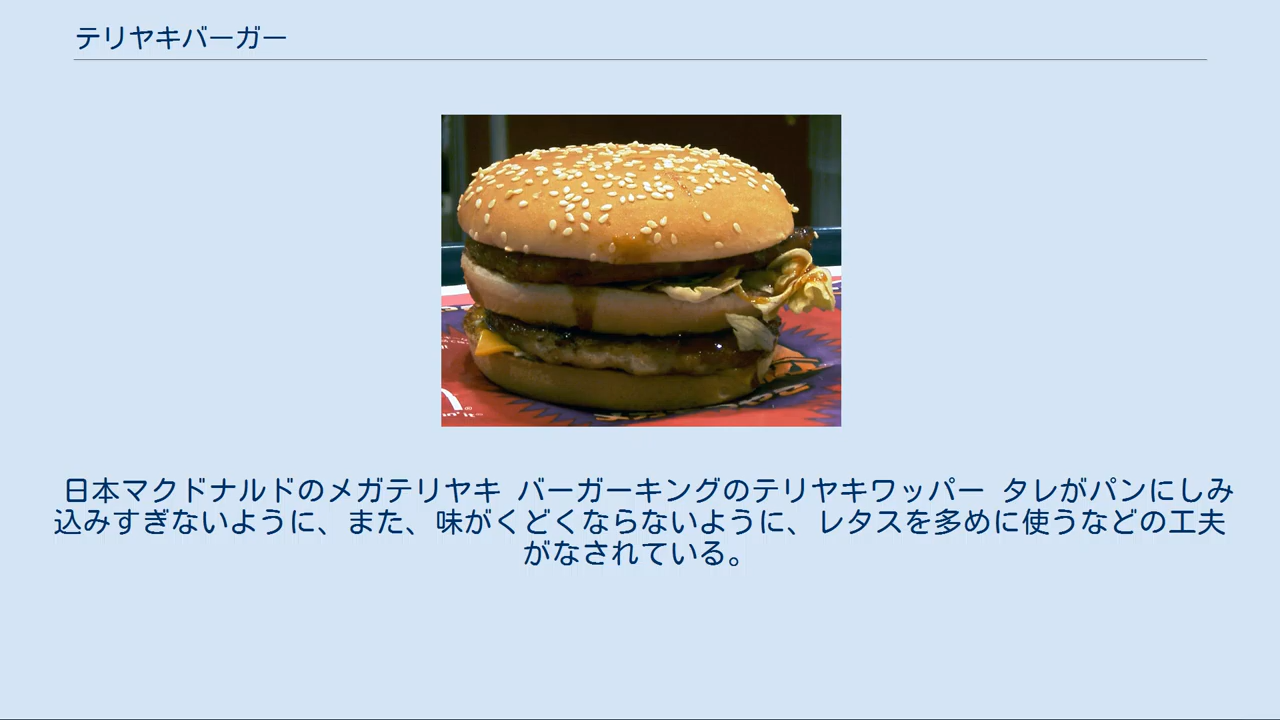 テリヤキバーガー
日本マクドナルドのメガテリヤキ バーガーキングのテリヤキワッパー タレがパンにしみ
込みすぎないように、また、味がくどくならないように、レタスを多めに使うなどの工夫
がなされている。